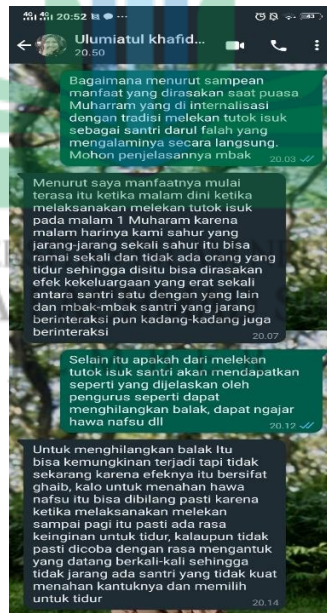 20:52
Ulumiatul khafid...
20.50
Bagaimana menurut sampean
manfaat yang dirasakan saat puasa
Muharram yang di internalisasi
dengan tradisi melekan tutok isuk
sebagai santri darul falah yang
mengalaminya secara langsung.
Mohon penjelasannya mbak
20.03
Menurut saya manfaatnya mulai
terasa itu ketika malam dini ketika
melaksanakan melekan tutok isuk
pada malam 1 Muharam karena
malam harinya kami sahur yang
jarang-jarang sekali sahur itu bisa
ramai sekali dan tidak ada orang yang
tidur sehingga disitu bisa dirasakan
efek kekeluargaan yang erat sekali
antara santri satu dengan yang lain
dan mbak-mbak santri yang jarang
berinteraksi pun kadang-kadang juga
berinteraksi
20.07
Selain itu apakah dari melekan
tutok isuk santri akan mendapatkan
seperti yang dijelaskan oleh
pengurus seperti dapat
menghilangkan balak, dapat ngajar
hawa nafsu dll
20.12
Untuk menghilangkan balak Itu
bisa kemungkinan terjadi tapi tidak
sekarang karena efeknya itu bersifat
ghaib, kalo untuk menahan hawa
nafsu itu bisa dibilang pasti karena
ketika melaksanakan melekan
sampai pagi itu pasti ada rasa
keinginan untuk tidur, kalaupun tidak
pasti dicoba dengan rasa mengantuk
yang datang berkali-kali sehingga
tidak jarang ada santri yang tidak kuat
menahan kantuknya dan memilih
untuk tidur
20.14